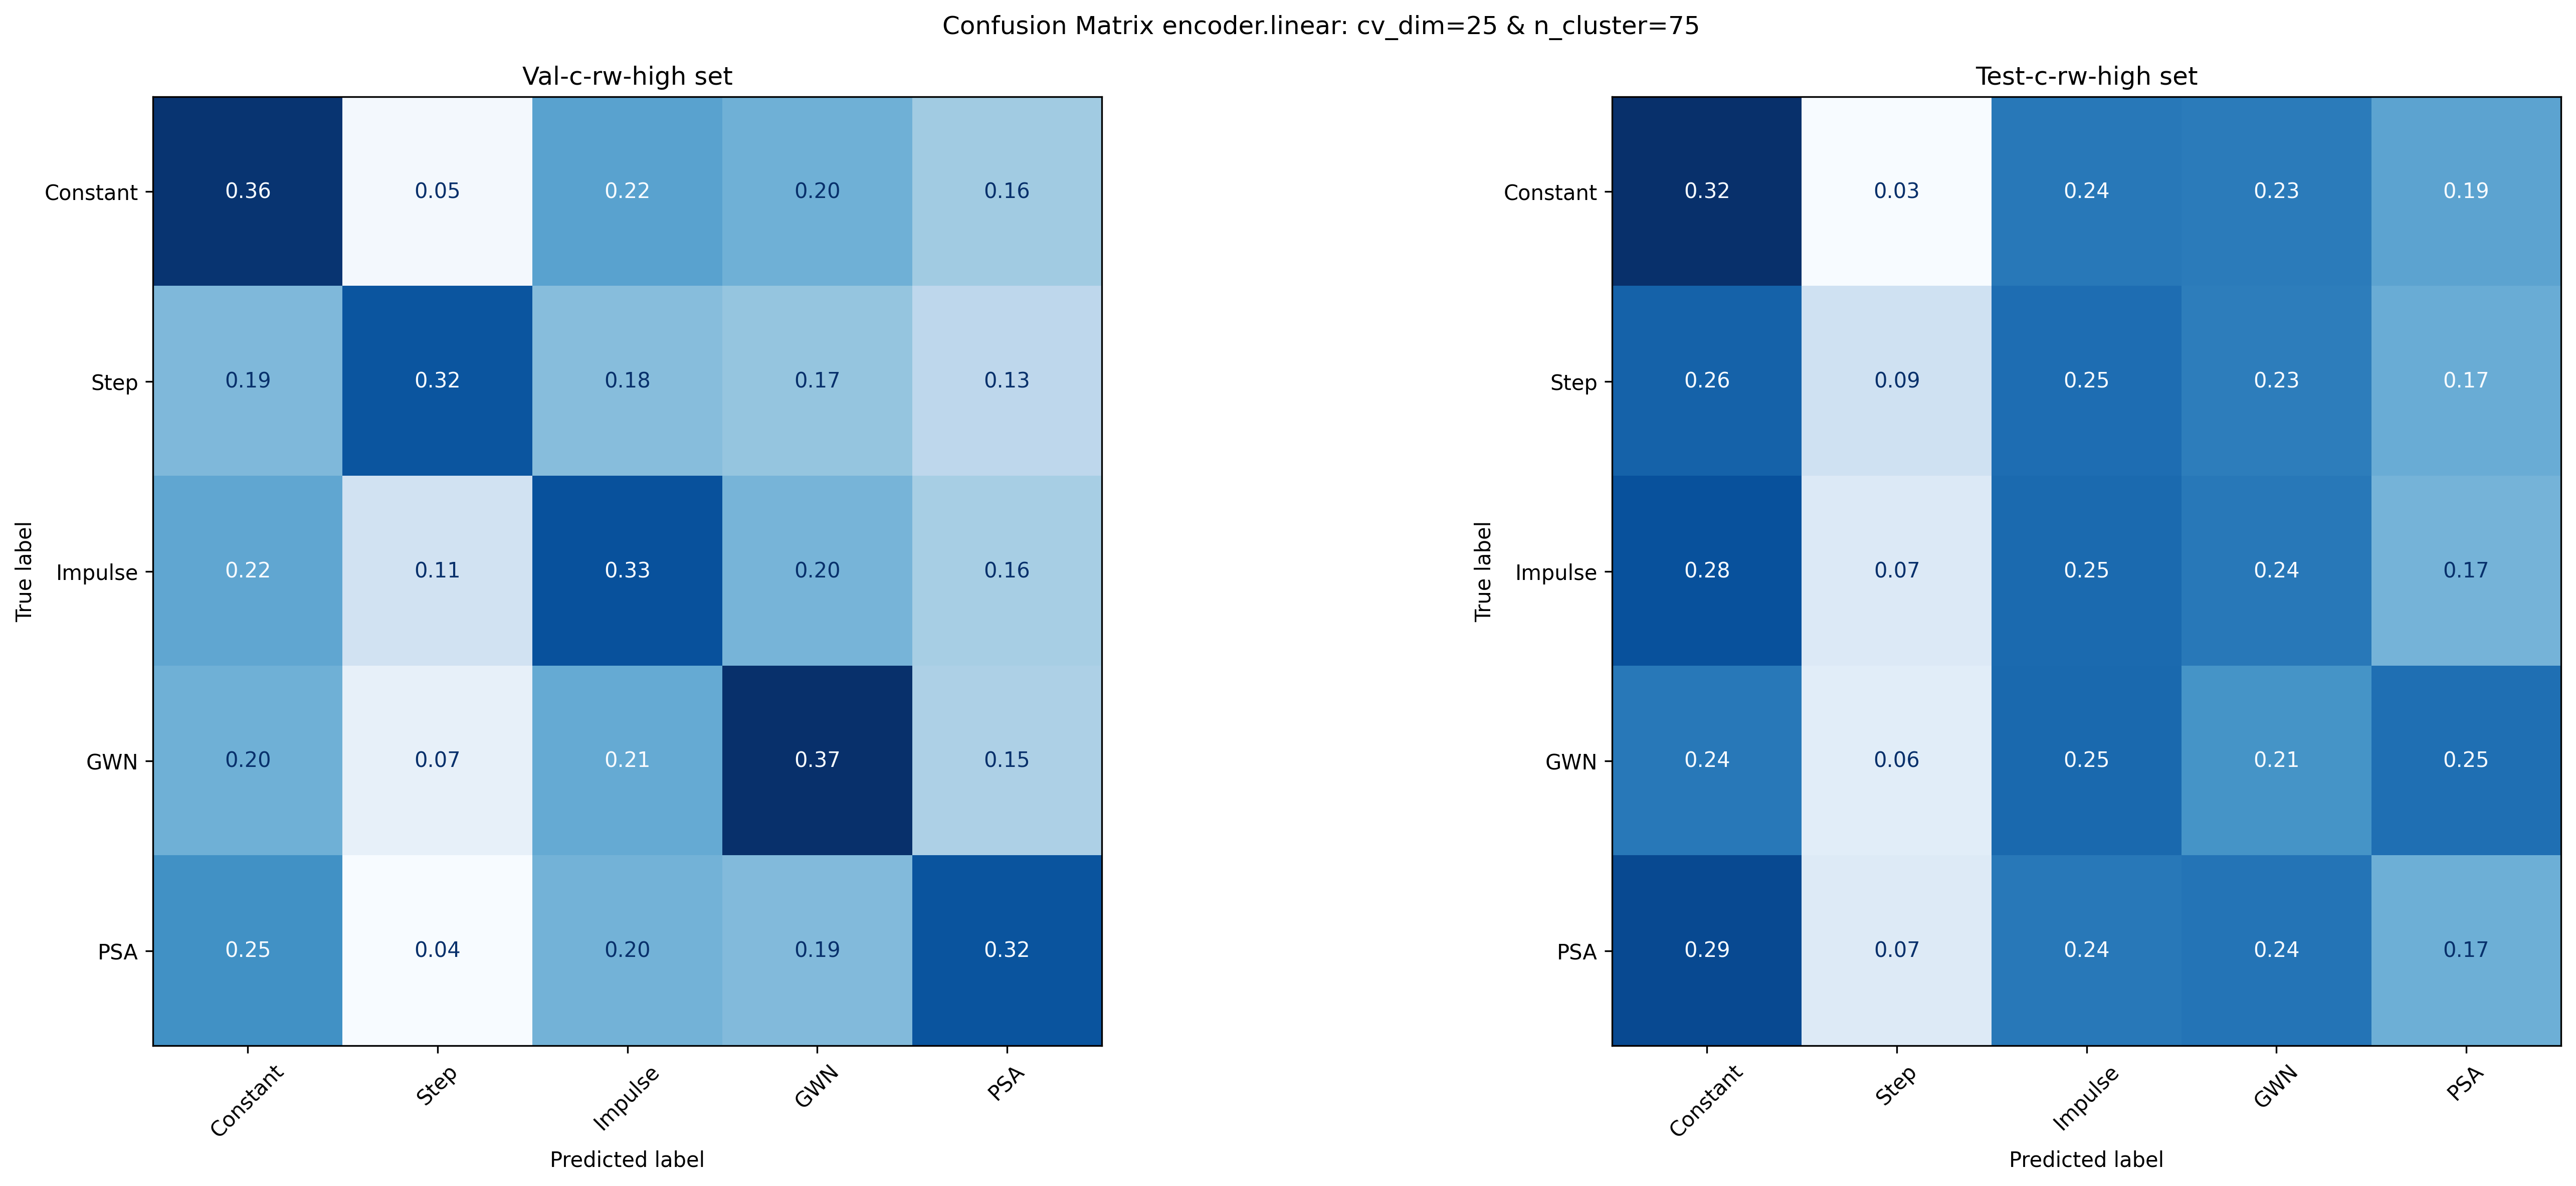 Confusion Matrix encoder.linear: cv_dim=25 & n_cluster=75
Val-c-rw-high set
True label
Constant 0.36 0.05 0.22 0.20 0.16
Step 0.19 0.32 0.18 0.17 0.13
Impulse 0.22 0.11 0.33 0.20 0.16
GWN 0.20 0.07 0.21 0.37 0.15
PSA 0.25 0.04 0.20 0.19 0.32
Constant Step Impulse GWN PSA
Predicted label
Test-c-rw-high set
True label
Constant 0.32 0.03 0.24 0.23 0.19
Step 0.26 0.09 0.25 0.23 0.17
Impulse 0.28 0.07 0.25 0.24 0.17
GWN 0.24 0.06 0.25 0.21 0.25
PSA 0.29 0.07 0.24 0.24 0.17
Constant Step Impulse GWN PSA
Predicted label